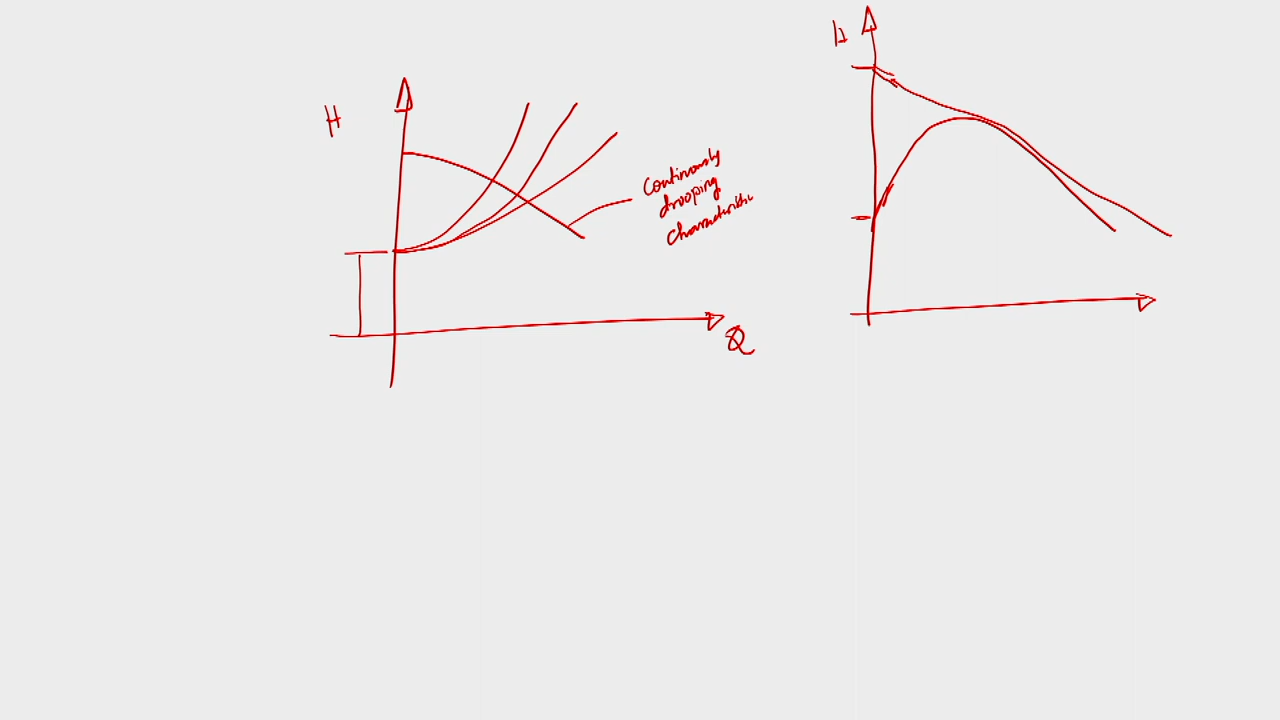 H
Continuously
drooping
characteristic
Q
H